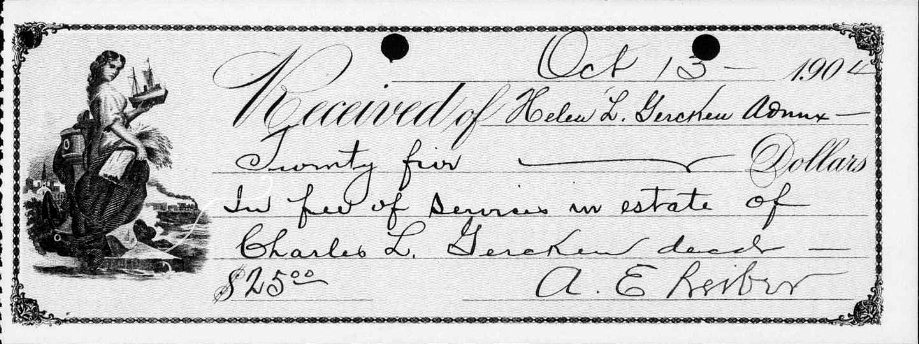 Oct 13 - 1904
Received of Helen L. Gercken Admx -
Twenty five Dollars
In fee of services in estate of
Charles L. Gercken decd -
$25.00 A. E. Reiber